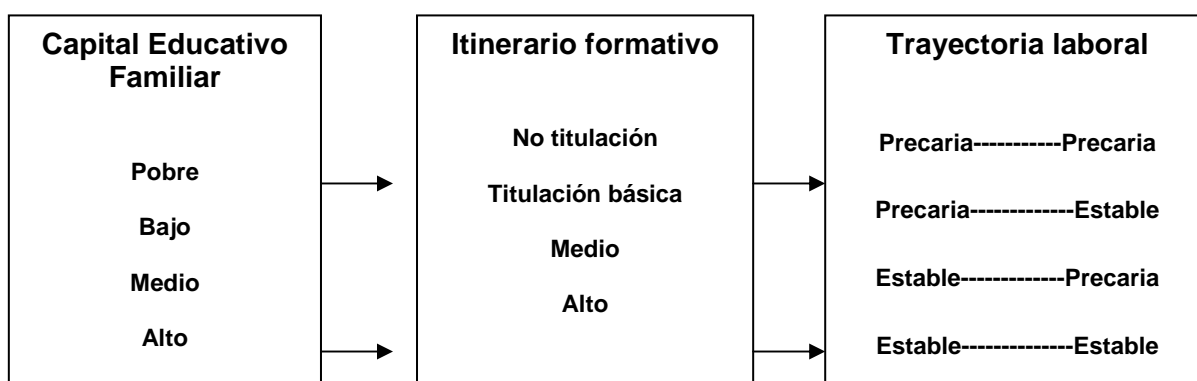 Capital Educativo
Familiar
Pobre
Bajo
Medio
Alto
Itinerario formativo
No titulación
Titulación básica
Medio
Alto
Trayectoria laboral
Precaria-----------Precaria
Precaria-------------Estable
Estable-------------Precaria
Estable--------------Estable